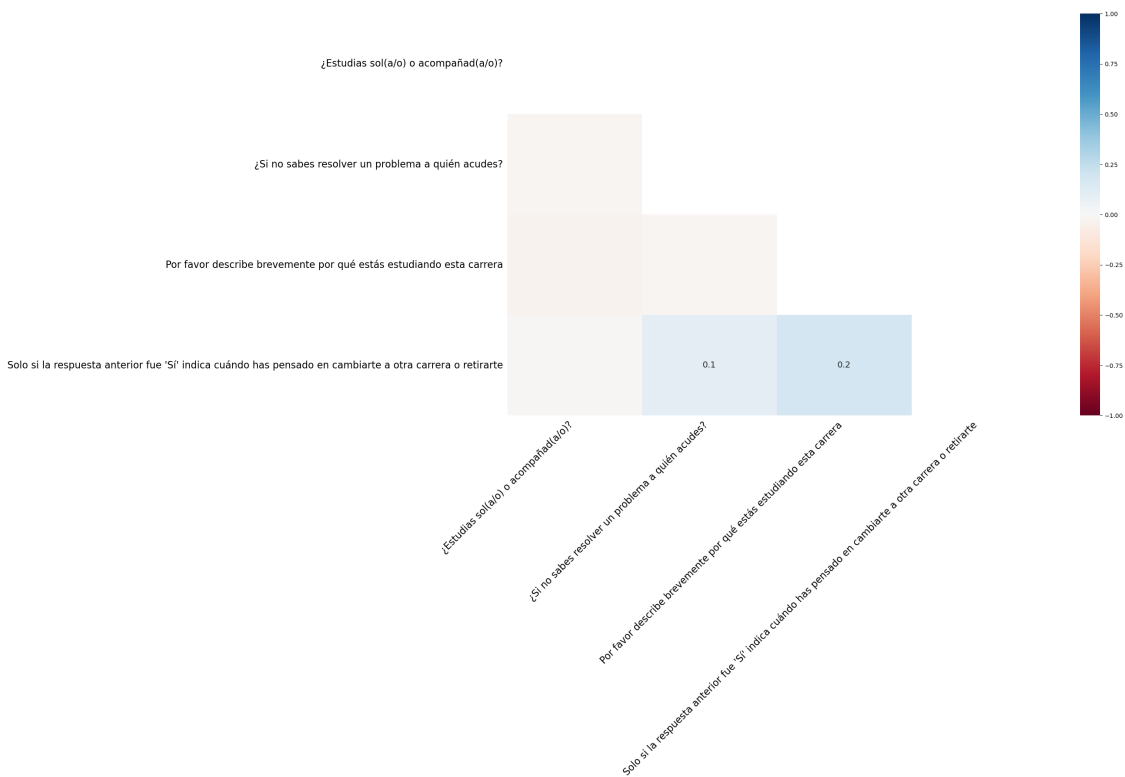 ¿Estudias sol(a/o) o acompañad(a/o)?
¿Si no sabes resolver un problema a quién acudes?
Por favor describe brevemente por qué estás estudiando esta carrera
Solo si la respuesta anterior fue 'Sí' indica cuándo has pensado en cambiarte a otra carrera o retirarte
0.1
0.2
¿Estudias sol(a/o) o acompañad(a/o)?
¿Si no sabes resolver un problema a quién acudes?
Por favor describe brevemente por qué estás estudiando esta carrera
Solo si la respuesta anterior fue 'Sí' indica cuándo has pensado en cambiarte a otra carrera o retirarte
1.00
0.75
0.50
0.25
0.00
−0.25
−0.50
−0.75
−1.00